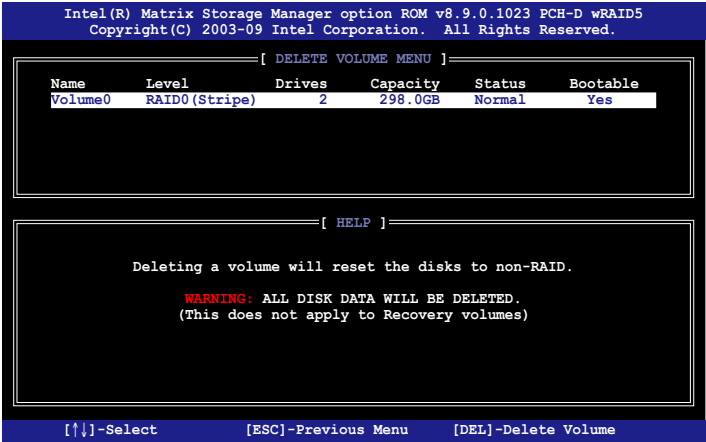 Intel(R) Matrix Storage Manager option ROM v8.9.0.1023 PCH-D wRAID5
Copyright(C) 2003-09 Intel Corporation. All Rights Reserved.
[ DELETE VOLUME MENU ]
Name Level Drives Capacity Status Bootable
Volume0 RAID0(Stripe) 2 298.0GB Normal Yes
[ HELP ]
Deleting a volume will reset the disks to non-RAID.
WARNING: ALL DISK DATA WILL BE DELETED.
(This does not apply to Recovery volumes)
[↑↓]-Select [ESC]-Previous Menu [DEL]-Delete Volume